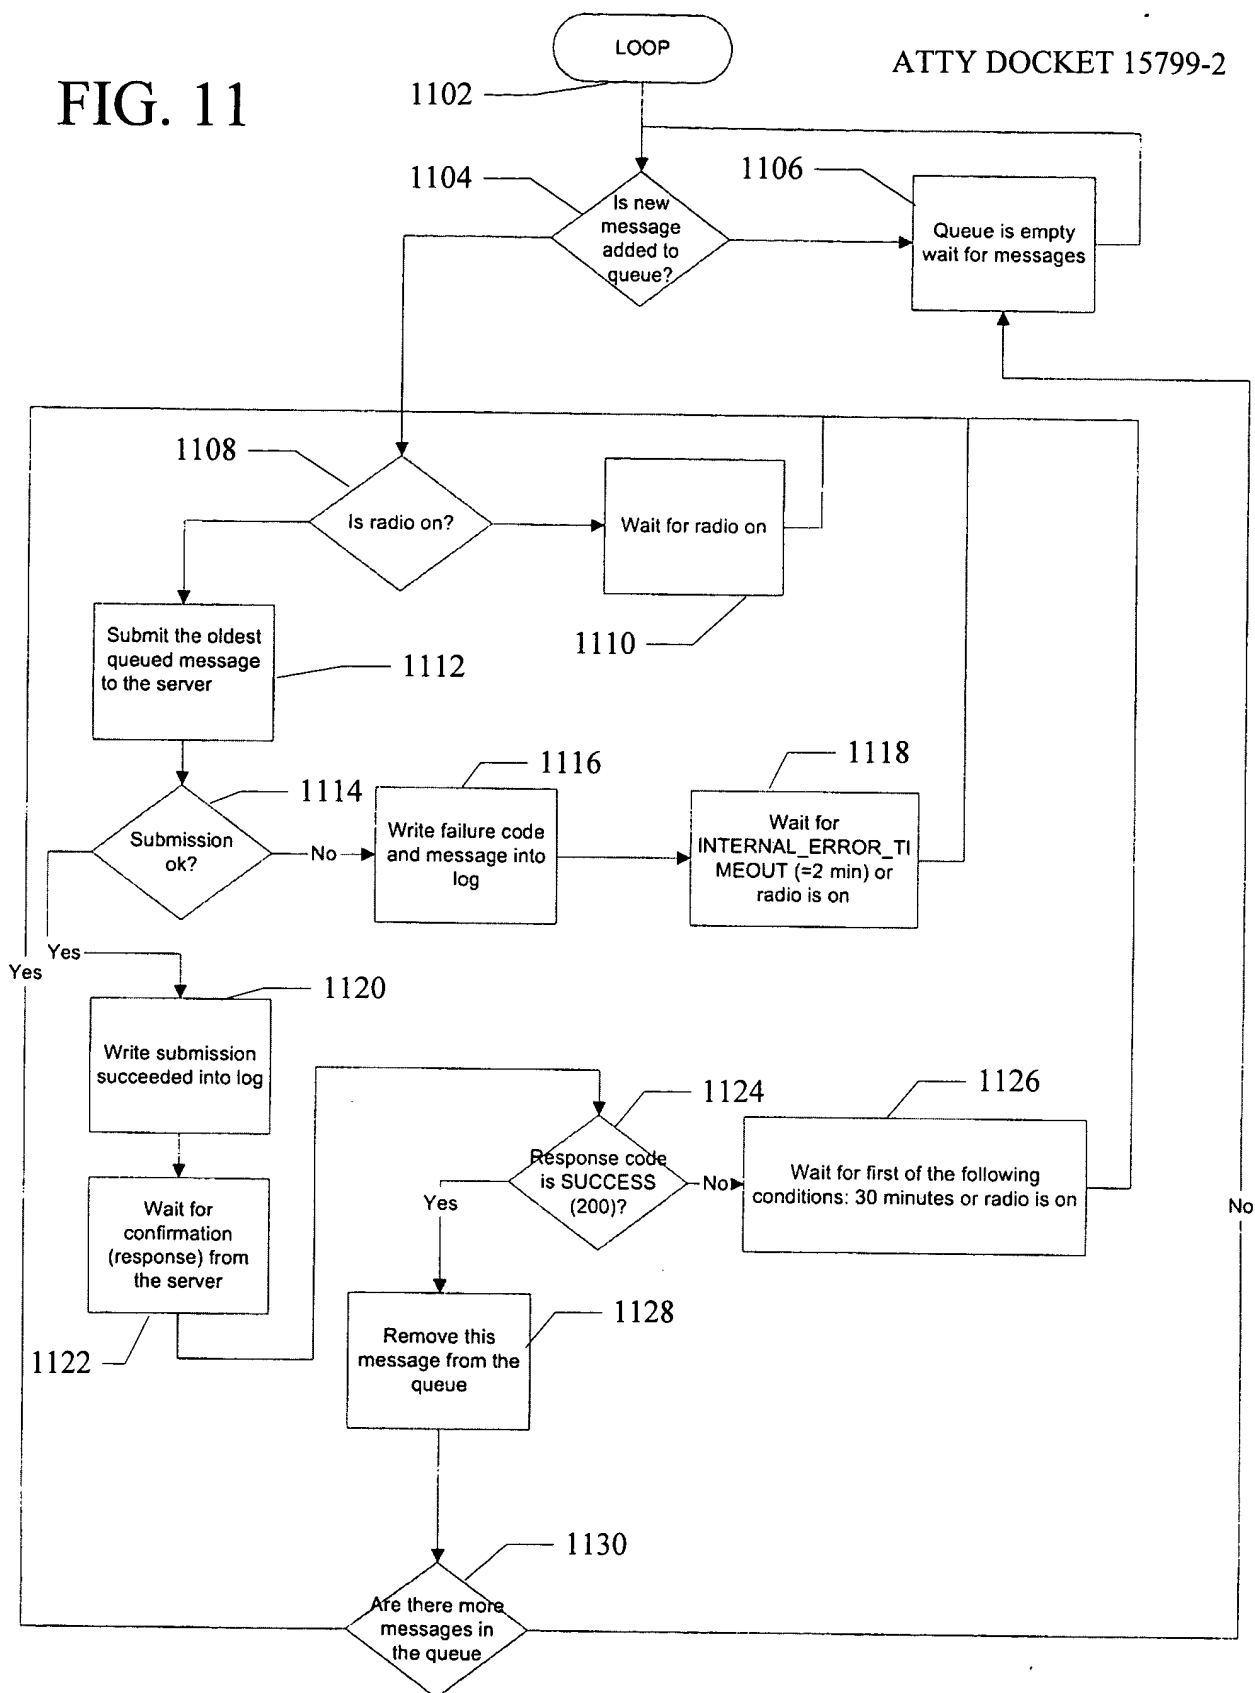 LOOP
ATTY DOCKET 15799-2
FIG. 11
1102
1104
1106
Is new
message
added to
queue?
Queue is empty
wait for messages
1108
Is radio on?
Wait for radio on
1110
Submit the oldest
queued message
to the server
1112
1114
1116
1118
Submission
ok?
No
Write failure code
and message into
log
Wait for
INTERNAL_ERROR_TI
MEOUT (=2 min) or
radio is on
Yes
Yes
1120
Write submission
succeeded into log
1124
1126
Response code
is SUCCESS
(200)?
No
Wait for first of the following
conditions: 30 minutes or radio is on
Yes
No
Wait for
confirmation
(response) from
the server
1122
1128
Remove this
message from the
queue
1130
Are there more
messages in
the queue